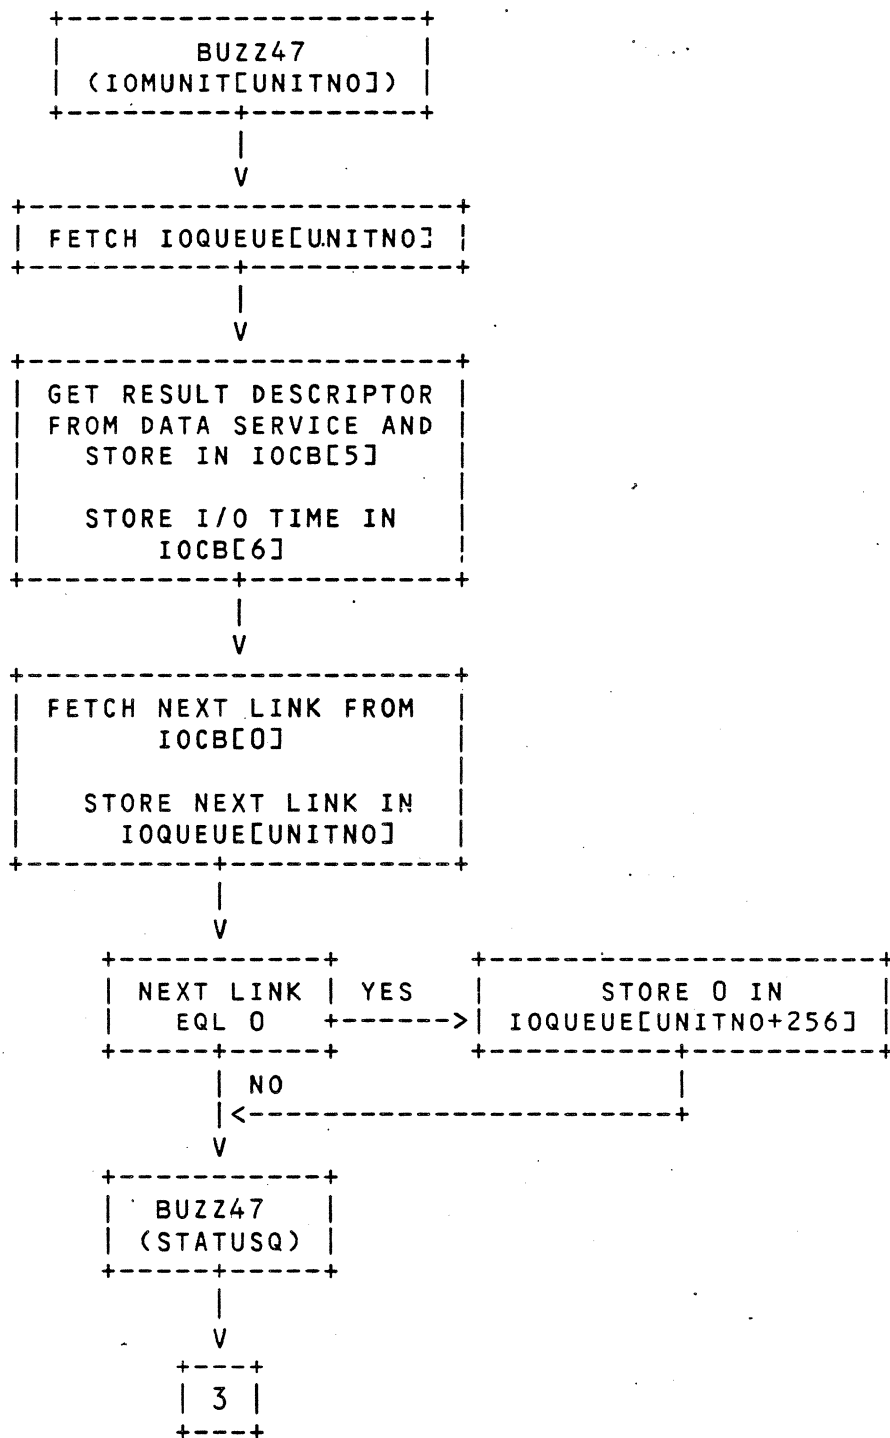 BUZZ47
(IOMUNIT[UNITNO])
FETCH IOQUEUE[UNITNO]
GET RESULT DESCRIPTOR
FROM DATA SERVICE AND
STORE IN IOCB[5]
STORE I/O TIME IN
IOCB[6]
FETCH NEXT LINK FROM
IOCB[0]
STORE NEXT LINK IN
IOQUEUE[UNITNO]
NEXT LINK
EQL 0
YES
STORE 0 IN
IOQUEUE[UNITNO+256]
NO
BUZZ47
(STATUSQ)
3